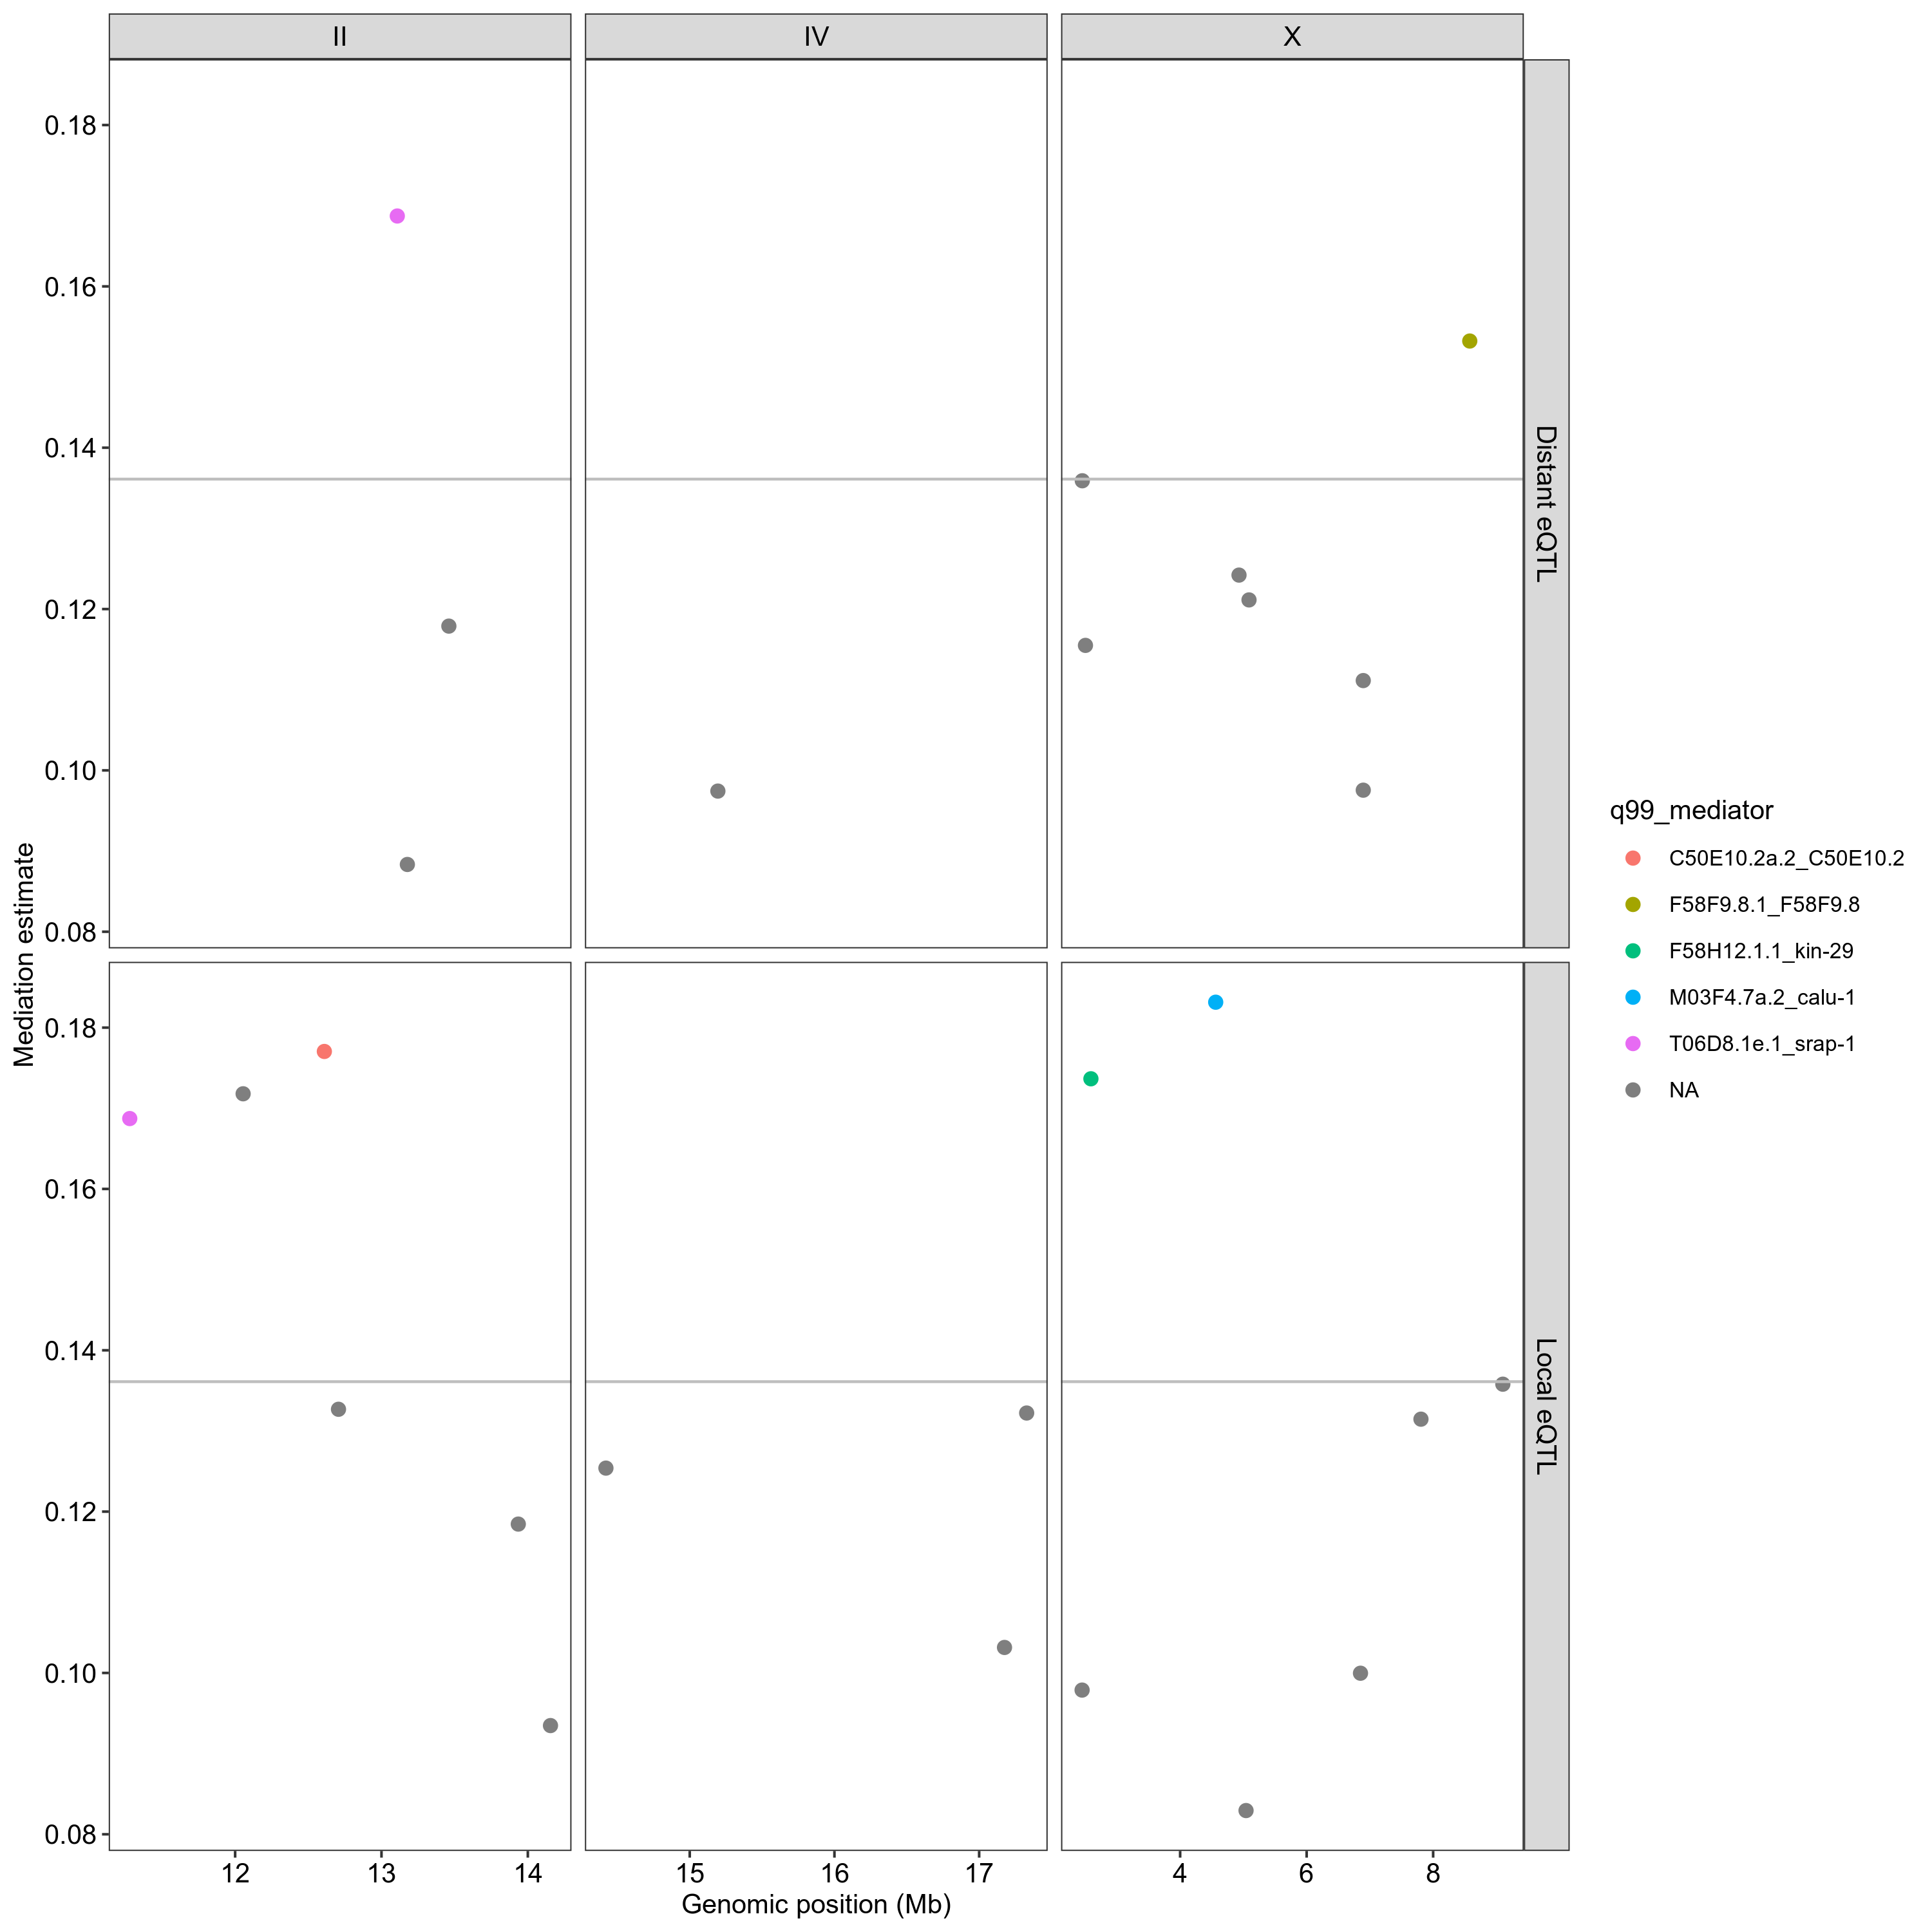 II
IV
X
0.18
0.16
0.14
0.12
0.10
0.08
Distant eQTL
Mediation estimate
0.18
0.16
0.14
0.12
0.10
0.08
Local eQTL
12
13
14
15
16
17
4
6
8
Genomic position (Mb)
q99_mediator
C50E10.2a.2_C50E10.2
F58F9.8.1_F58F9.8
F58H12.1.1_kin-29
M03F4.7a.2_calu-1
T06D8.1e.1_srap-1
NA